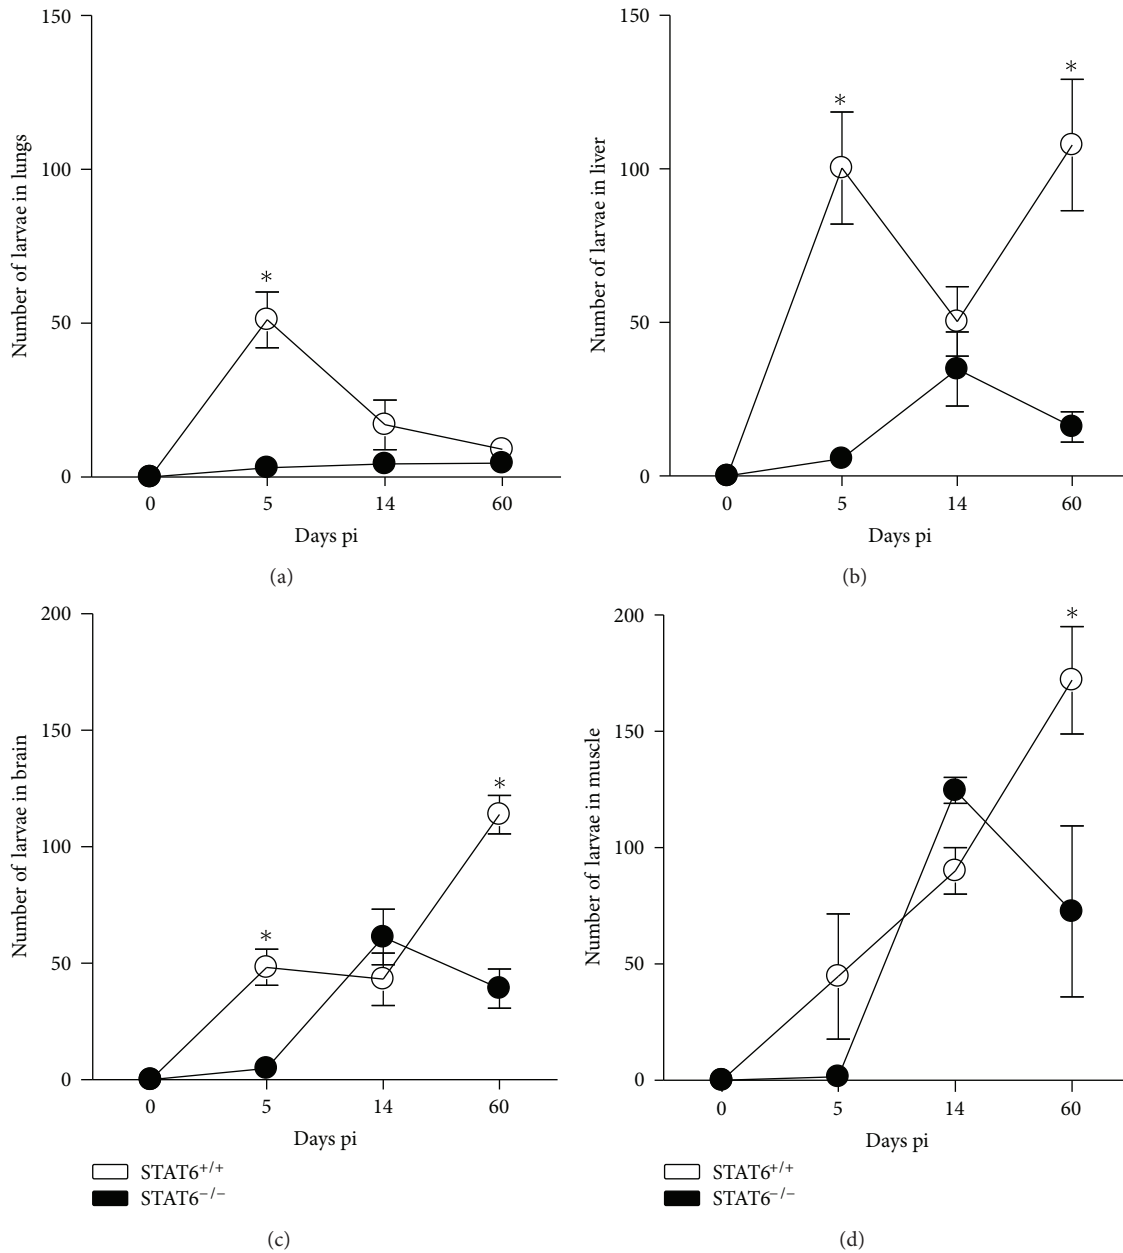 150
100
50
0
Number of larvae in lungs
*
0 5 14 60
Days pi
(a)
150
100
50
0
Number of larvae in liver
*
*
0 5 14 60
Days pi
(b)
200
150
100
50
0
Number of larvae in brain
*
*
0 5 14 60
Days pi
STAT6+/+
STAT6−/−
(c)
200
150
100
50
0
Number of larvae in muscle
*
0 5 14 60
Days pi
STAT6+/+
STAT6−/−
(d)